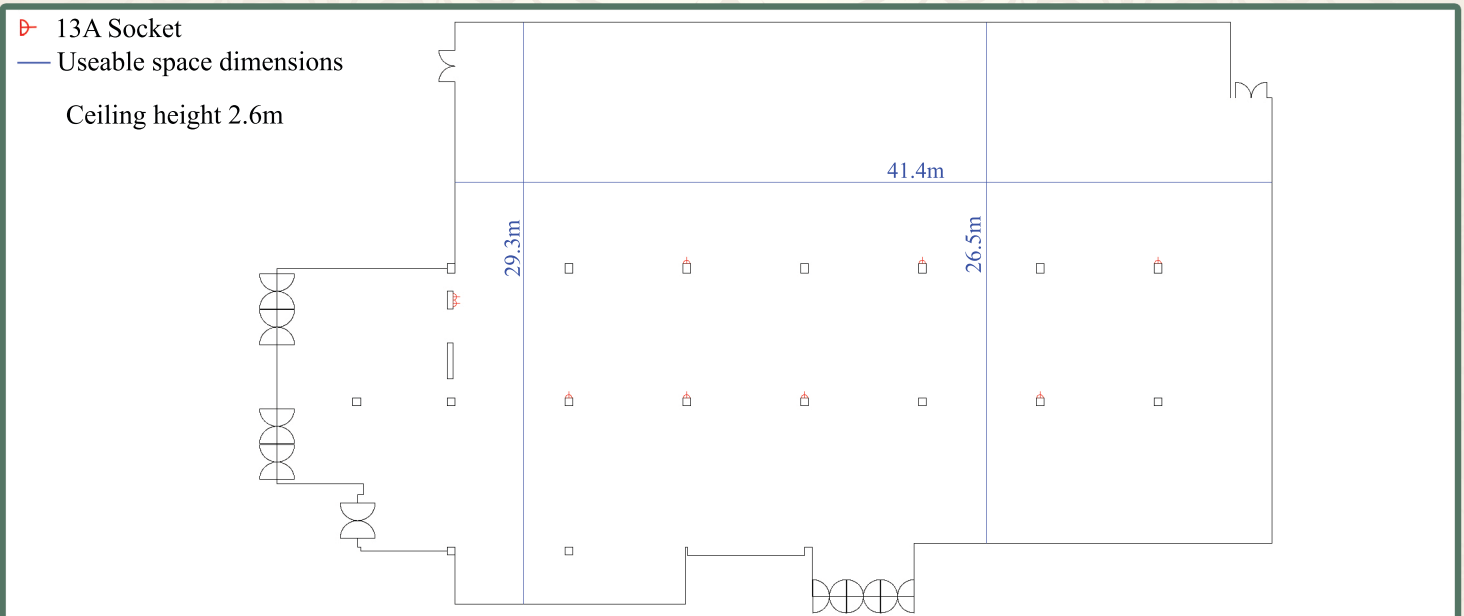 13A Socket
Useable space dimensions
Ceiling height 2.6m
41.4m
29.3m
26.5m